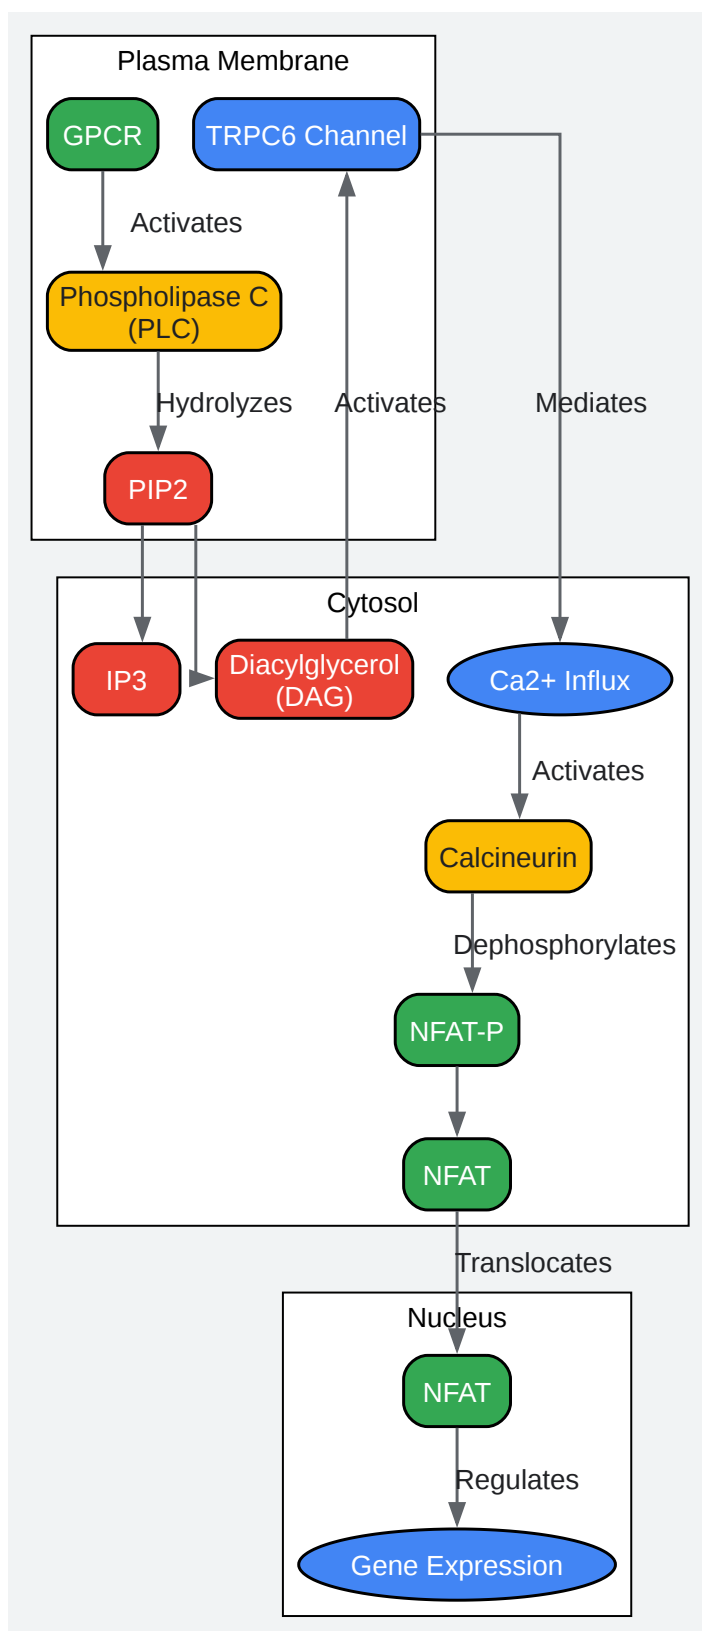 Plasma Membrane
GPCR
TRPC6 Channel
Activates
Phospholipase C
(PLC)
Hydrolyzes
Activates
Mediates
PIP2
Cytosol
IP3
Diacylglycerol
(DAG)
Ca2+ Influx
Activates
Calcineurin
Dephosphorylates
NFAT-P
NFAT
Translocates
Nucleus
NFAT
Regulates
Gene Expression